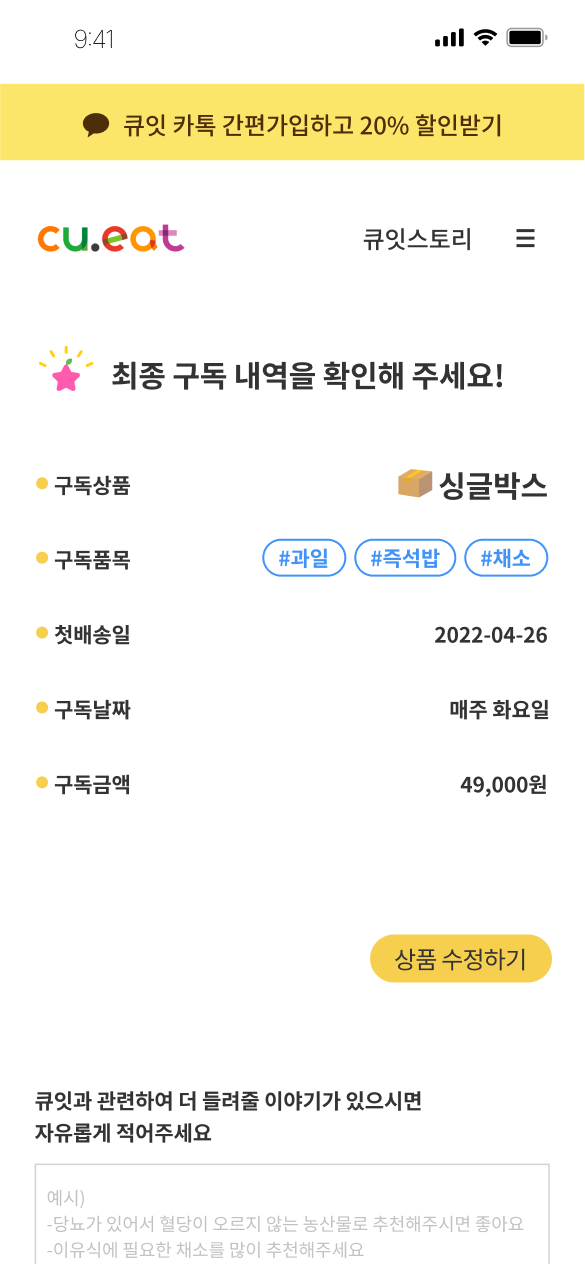 9:41
큐잇 카톡 간편가입하고 20% 할인받기
cu.eat 큐잇스토리
최종 구독 내역을 확인해 주세요!
구독상품 싱글박스
구독품목 #과일 #즉석밥 #채소
첫배송일 2022-04-26
구독날짜 매주 화요일
구독금액 49,000원
상품 수정하기
큐잇과 관련하여 더 들려줄 이야기가 있으시면
자유롭게 적어주세요
예시)
-당뇨가 있어서 혈당이 오르지 않는 농산물로 추천해주시면 좋아요
-이유식에 필요한 채소를 많이 추천해주세요